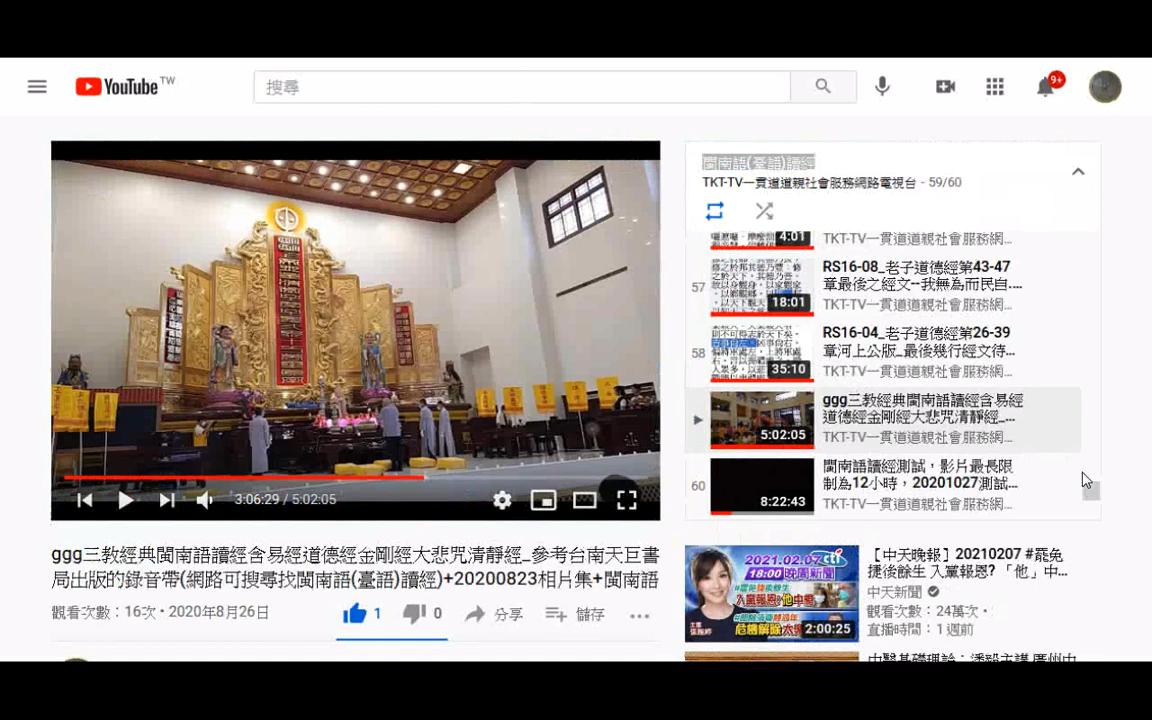 YouTube TW
搜尋
9+
3:06:29 / 5:02:05
ggg三教經典閩南語讀經含易經道德經金剛經大悲咒清靜經_參考台南天巨書
局出版的錄音帶(網路可搜尋找閩南語(臺語)讀經)+20200823相片集+閩南語
觀看次數：16次・2020年8月26日
1
0
分享
儲存
閩南語(臺語)讀經
TKT-TV一貫道道親社會服務網路電視台 - 59/60
4:01
TKT-TV一貫道道親社會服務網...
57
18:01
RS16-08_老子道德經第43-47
章最後之經文--我無為而民自....
TKT-TV一貫道道親社會服務網...
58
35:10
RS16-04_老子道德經第26-39
章河上公版_最後幾行經文待...
TKT-TV一貫道道親社會服務網...
5:02:05
ggg三教經典閩南語讀經含易經
道德經金剛經大悲咒清靜經_...
TKT-TV一貫道道親社會服務網...
60
8:22:43
閩南語讀經測試，影片最長限
制為12小時，20201027測試...
TKT-TV一貫道道親社會服務網...
2021.02.07 cti
18:00 晚間新聞
2:00:25
【中天晚報】20210207 #罷免
捷後餘生 入黨報恩? 「他」中...
中天新聞
觀看次數：24萬次・
直播時間：1 週前